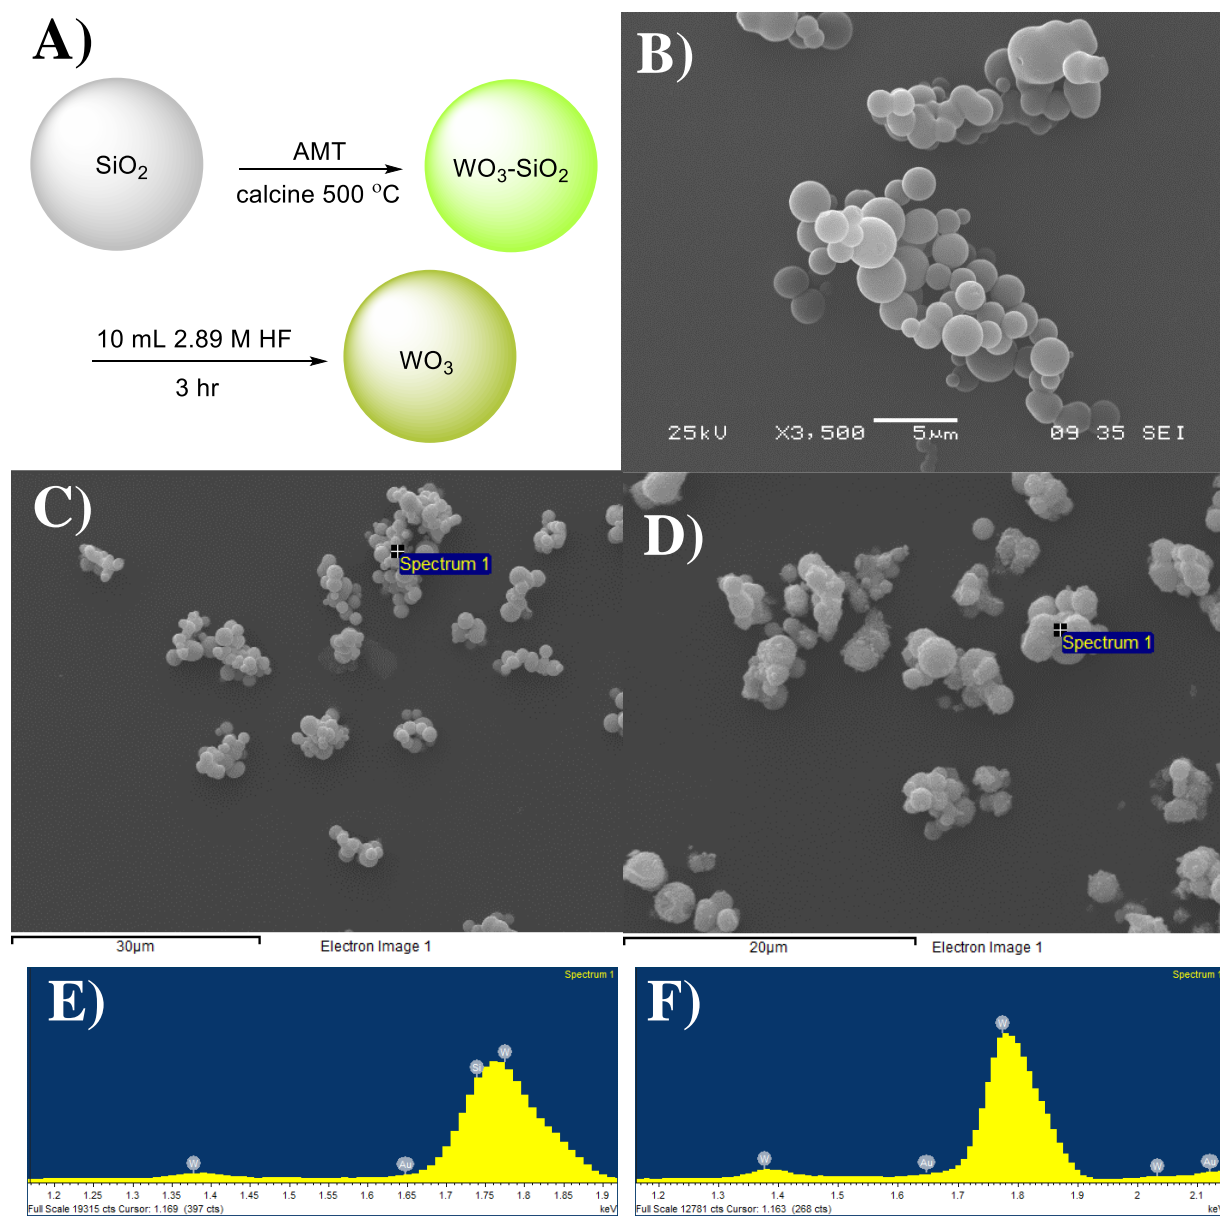 A)
SiO2
AMT
calcine 500 °C
WO3-SiO2
10 mL 2.89 M HF
3 hr
WO3
B)
25kV X3,500 5μm 09 35 SEI
C)
Spectrum 1
30μm Electron Image 1
D)
Spectrum 1
20μm Electron Image 1
E)
Spectrum 1
W
Au
Si
W
1.2 1.25 1.3 1.35 1.4 1.45 1.5 1.55 1.6 1.65 1.7 1.75 1.8 1.85 1.9
Full Scale 19315 cts Cursor: 1.169 (397 cts) keV
F)
Spectrum 1
W
Au
W
W
Au
1.2 1.3 1.4 1.5 1.6 1.7 1.8 1.9 2 2.1
Full Scale 12781 cts Cursor: 1.163 (268 cts)